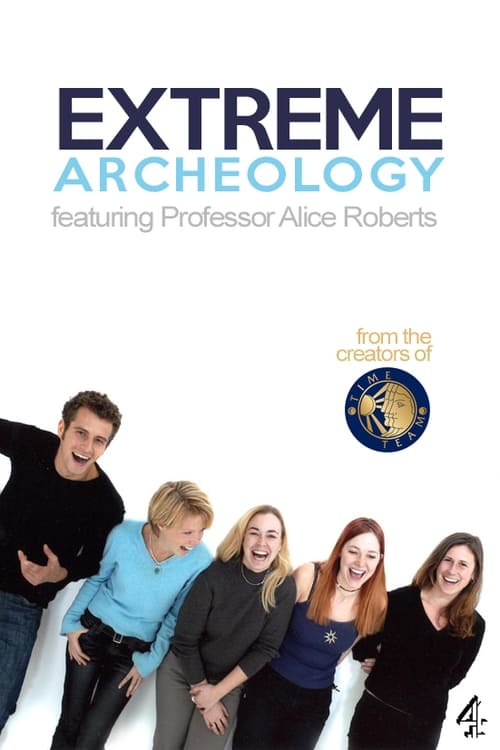 EXTREME
ARCHEOLOGY
featuring Professor Alice Roberts
from the
creators of
TIME
TEAM
4